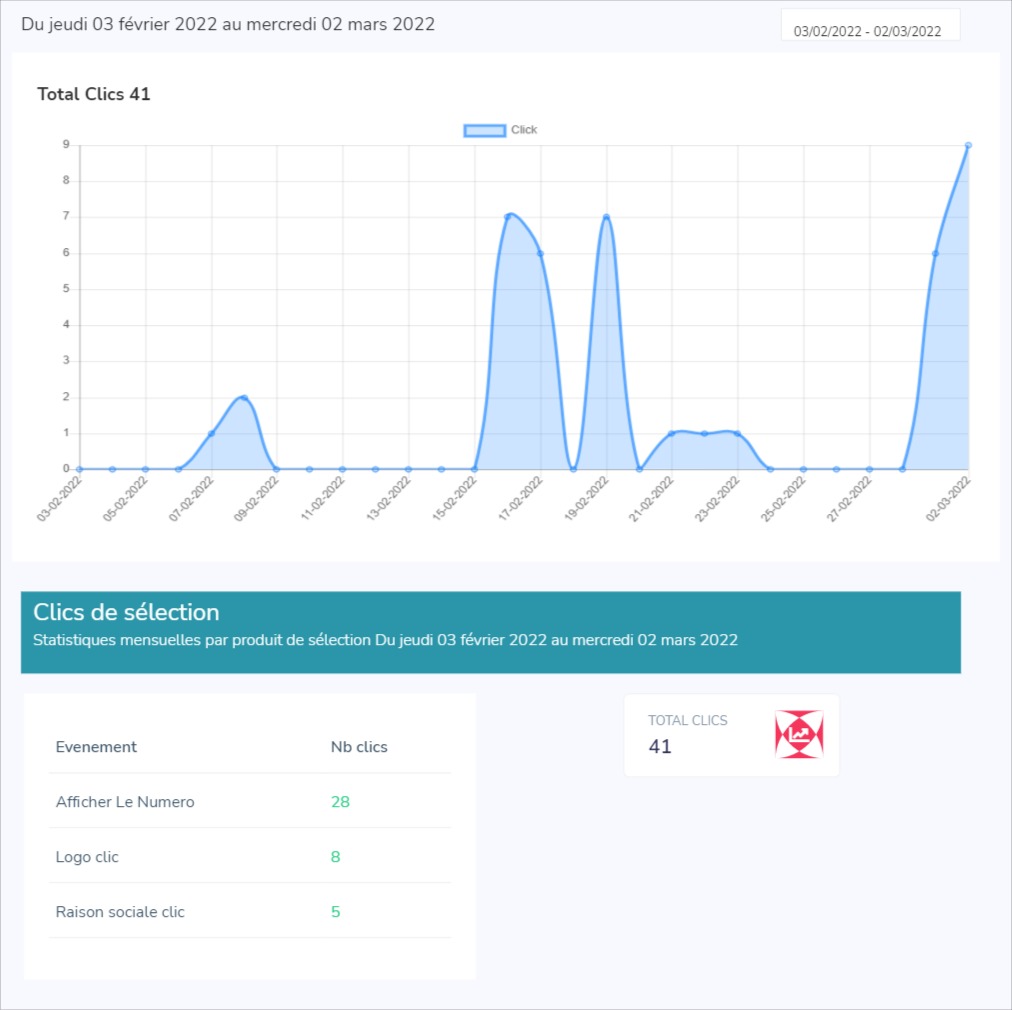 Du jeudi 03 février 2022 au mercredi 02 mars 2022
03/02/2022 - 02/03/2022
Total Clics 41
Click
9
8
7
6
5
4
3
2
1
0
03-02-2022
05-02-2022
07-02-2022
09-02-2022
11-02-2022
13-02-2022
15-02-2022
17-02-2022
19-02-2022
21-02-2022
23-02-2022
25-02-2022
27-02-2022
02-03-2022
Clics de sélection
Statistiques mensuelles par produit de sélection Du jeudi 03 février 2022 au mercredi 02 mars 2022
Evenement Nb clics
Afficher Le Numero 28
Logo clic 8
Raison sociale clic 5
TOTAL CLICS
41